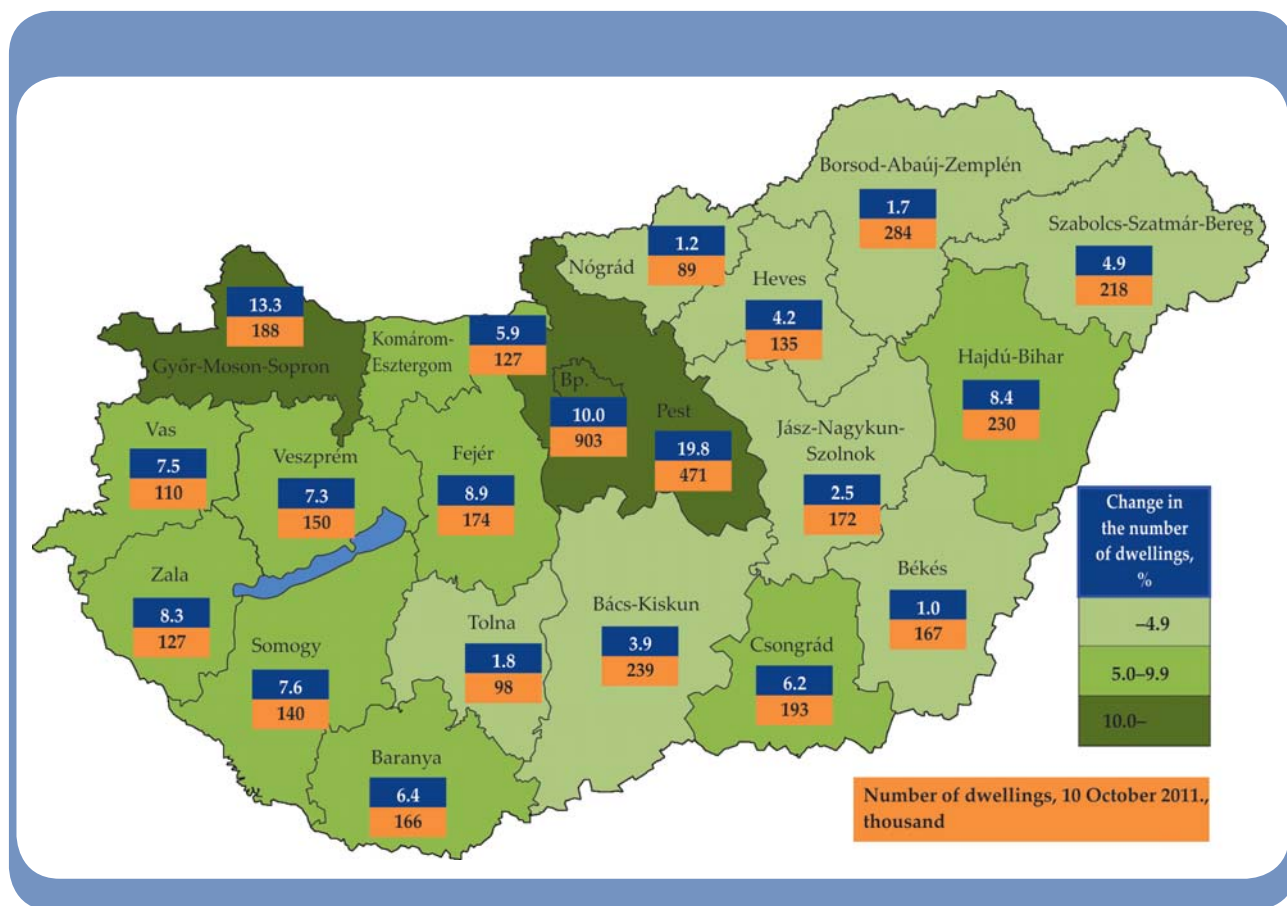 Borsod-Abaúj-Zemplén
1.7
284
Szabolcs-Szatmár-Bereg
4.9
218
Nógrád
1.2
89
Heves
4.2
135
13.3
188
Győr-Moson-Sopron
Komárom-
Esztergom
5.9
127
Hajdú-Bihar
8.4
230
Bp.
10.0
903
Pest
19.8
471
Jász-Nagykun-
Szolnok
2.5
172
Vas
7.5
110
Veszprém
7.3
150
Fejér
8.9
174
Zala
8.3
127
Somogy
7.6
140
Tolna
1.8
98
Bács-Kiskun
3.9
239
Csongrád
6.2
193
Békés
1.0
167
Baranya
6.4
166
Change in
the number
of dwellings,
%
–4.9
5.0–9.9
10.0–
Number of dwellings, 10 October 2011.,
thousand